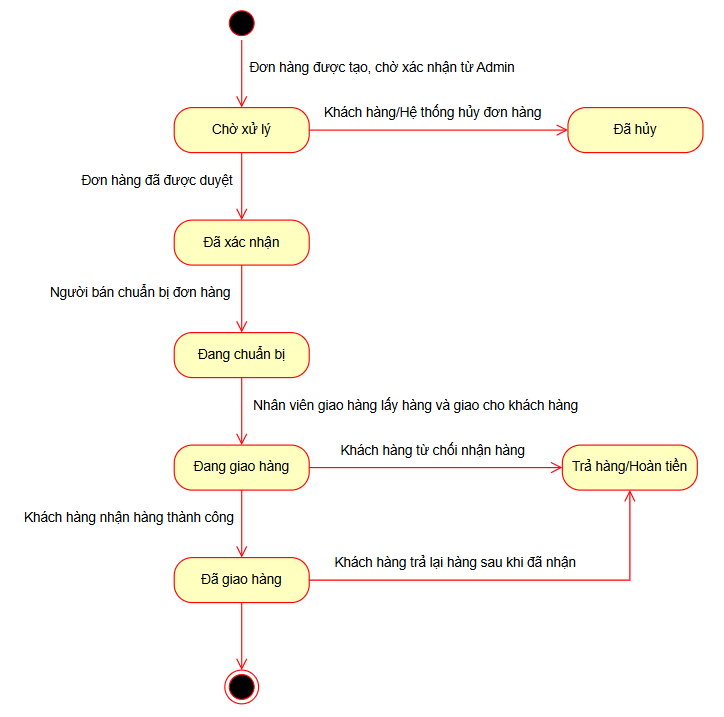 Đơn hàng được tạo, chờ xác nhận từ Admin
Chờ xử lý
Khách hàng/Hệ thống hủy đơn hàng
Đã hủy
Đơn hàng đã được duyệt
Đã xác nhận
Người bán chuẩn bị đơn hàng
Đang chuẩn bị
Nhân viên giao hàng lấy hàng và giao cho khách hàng
Đang giao hàng
Khách hàng từ chối nhận hàng
Trả hàng/Hoàn tiền
Khách hàng nhận hàng thành công
Đã giao hàng
Khách hàng trả lại hàng sau khi đã nhận